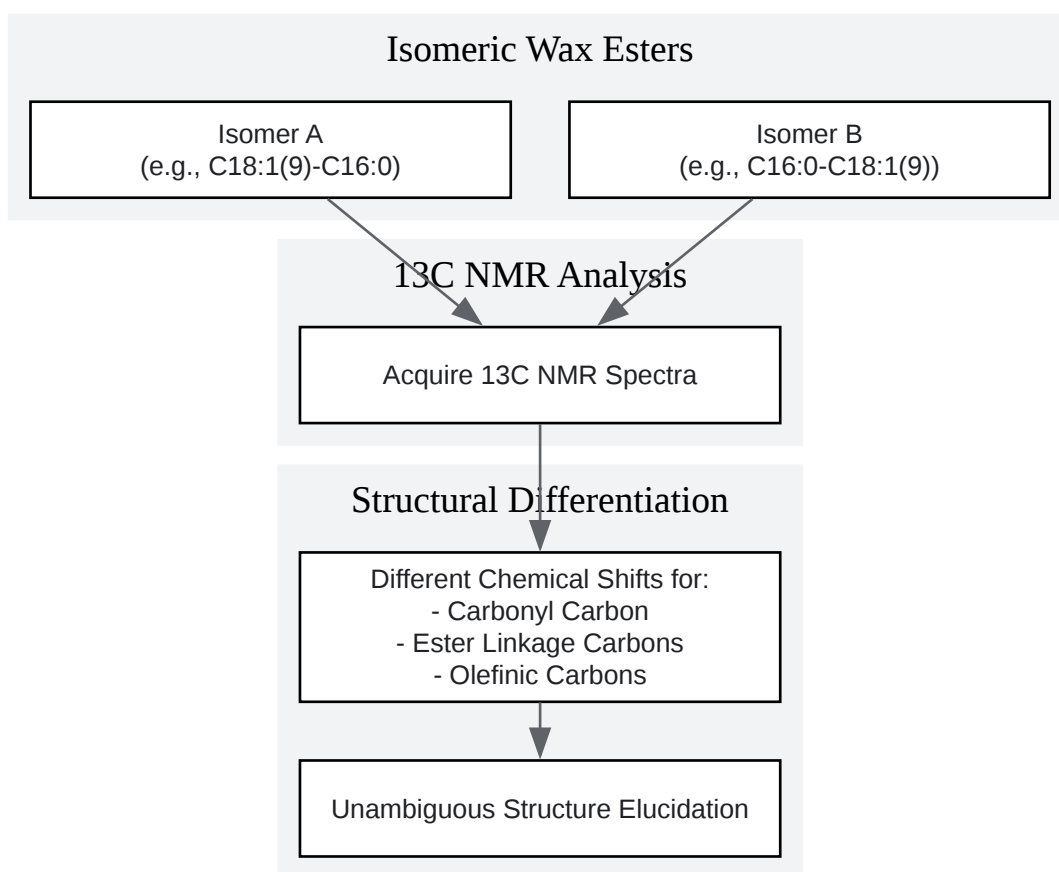 Isomeric Wax Esters
Isomer A
(e.g., C18:1(9)-C16:0)
Isomer B
(e.g., C16:0-C18:1(9))
13C NMR Analysis
Acquire 13C NMR Spectra
Structural Differentiation
Different Chemical Shifts for:
- Carbonyl Carbon
- Ester Linkage Carbons
- Olefinic Carbons
Unambiguous Structure Elucidation